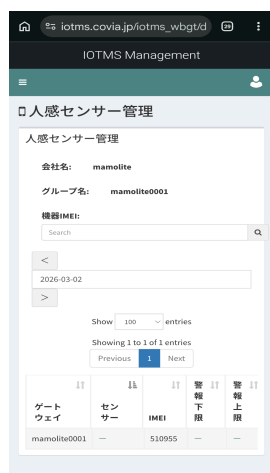 iotms.covia.jp/iotms_wbgt/d
29
IOTMS Management
人感センサー管理
人感センサー管理
会社名: mamolite
グループ名: mamolite0001
機器IMEI:
Search
<
2026-03-02
>
Show 100 entries
Showing 1 to 1 of 1 entries
Previous 1 Next
ゲートウェイ センサー IMEI 警報下限 警報上限
mamolite0001 — 510955 — —